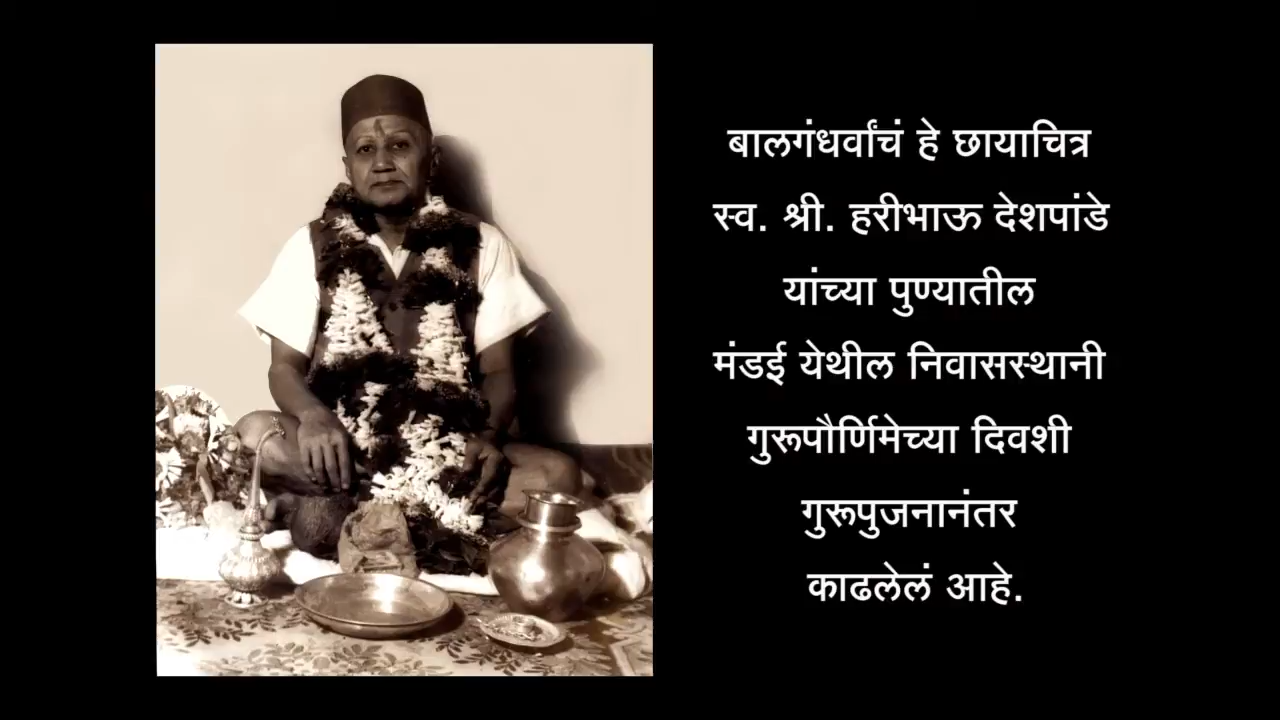 बालगंधर्वांचं हे छायाचित्र
स्व. श्री. हरीभाऊ देशपांडे
यांच्या पुण्यातील
मंडई येथील निवासस्थानी
गुरूपौर्णिमेच्या दिवशी
गुरूपुजनानंतर
काढलेलं आहे.